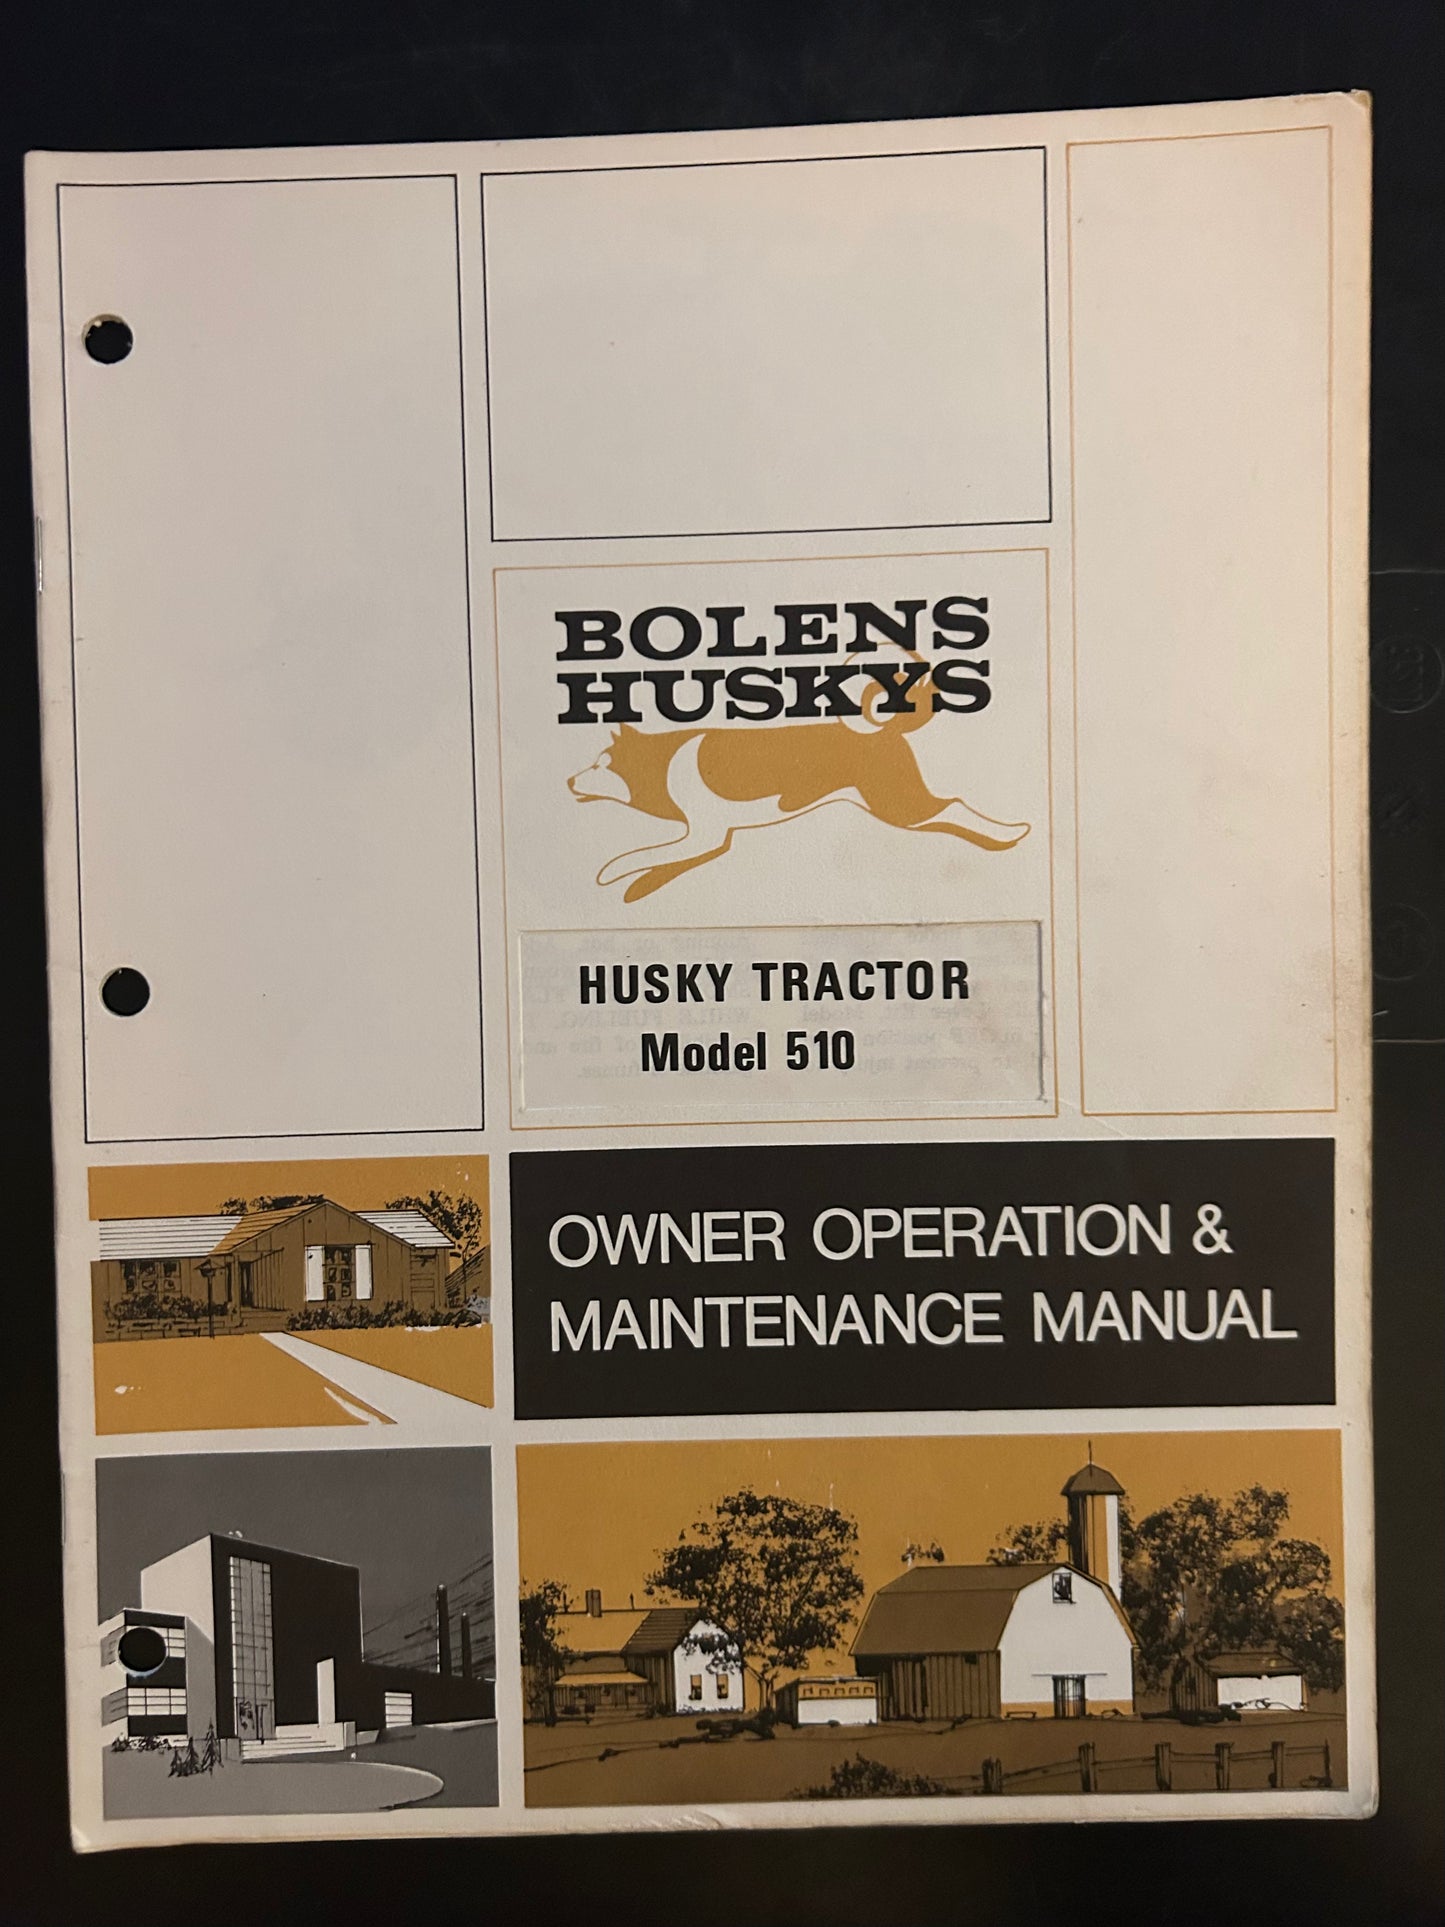 BOLENS
HUSKYS
HUSKY TRACTOR
Model 510
OWNER OPERATION &
MAINTENANCE MANUAL